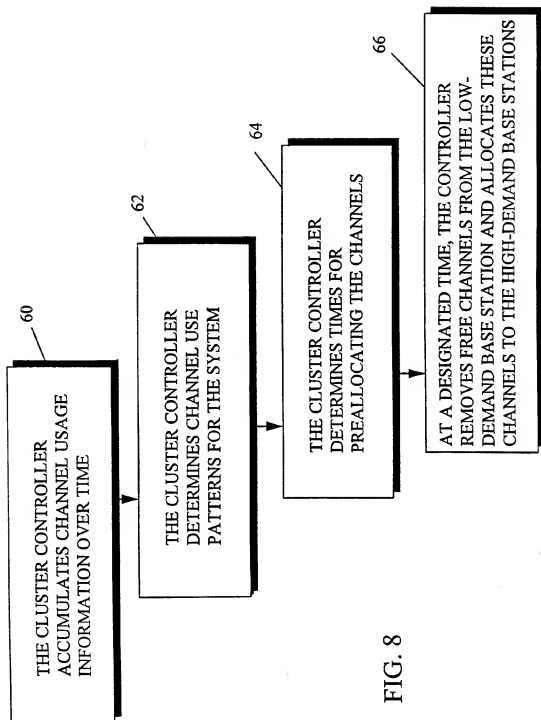 60
THE CLUSTER CONTROLLER
ACCUMULATES CHANNEL USAGE
INFORMATION OVER TIME
62
THE CLUSTER CONTROLLER
DETERMINES CHANNEL USE
PATTERNS FOR THE SYSTEM
64
THE CLUSTER CONTROLLER
DETERMINES TIMES FOR
PREALLOCATING THE CHANNELS
66
AT A DESIGNATED TIME, THE CONTROLLER
REMOVES FREE CHANNELS FROM THE LOW-
DEMAND BASE STATION AND ALLOCATES THESE
CHANNELS TO THE HIGH-DEMAND BASE STATIONS
FIG. 8